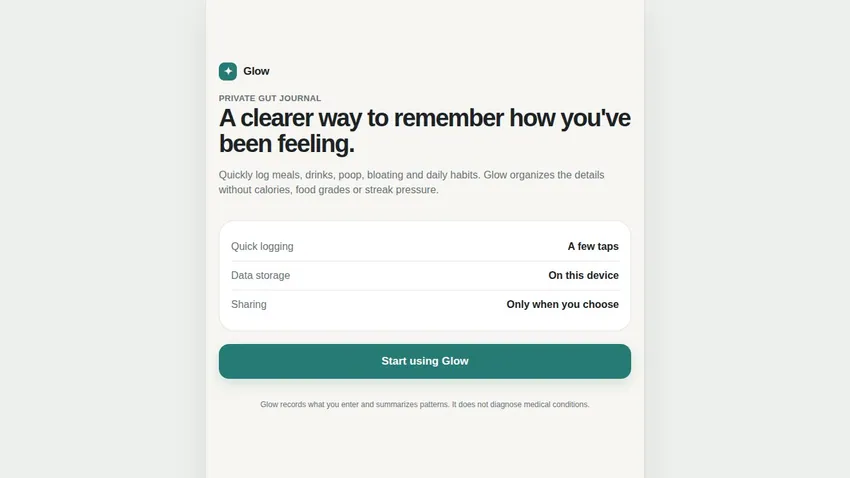 Glow
PRIVATE GUT JOURNAL
A clearer way to remember how you've
been feeling.
Quickly log meals, drinks, poop, bloating and daily habits. Glow organizes the details
without calories, food grades or streak pressure.
Quick logging A few taps
Data storage On this device
Sharing Only when you choose
Start using Glow
Glow records what you enter and summarizes patterns. It does not diagnose medical conditions.